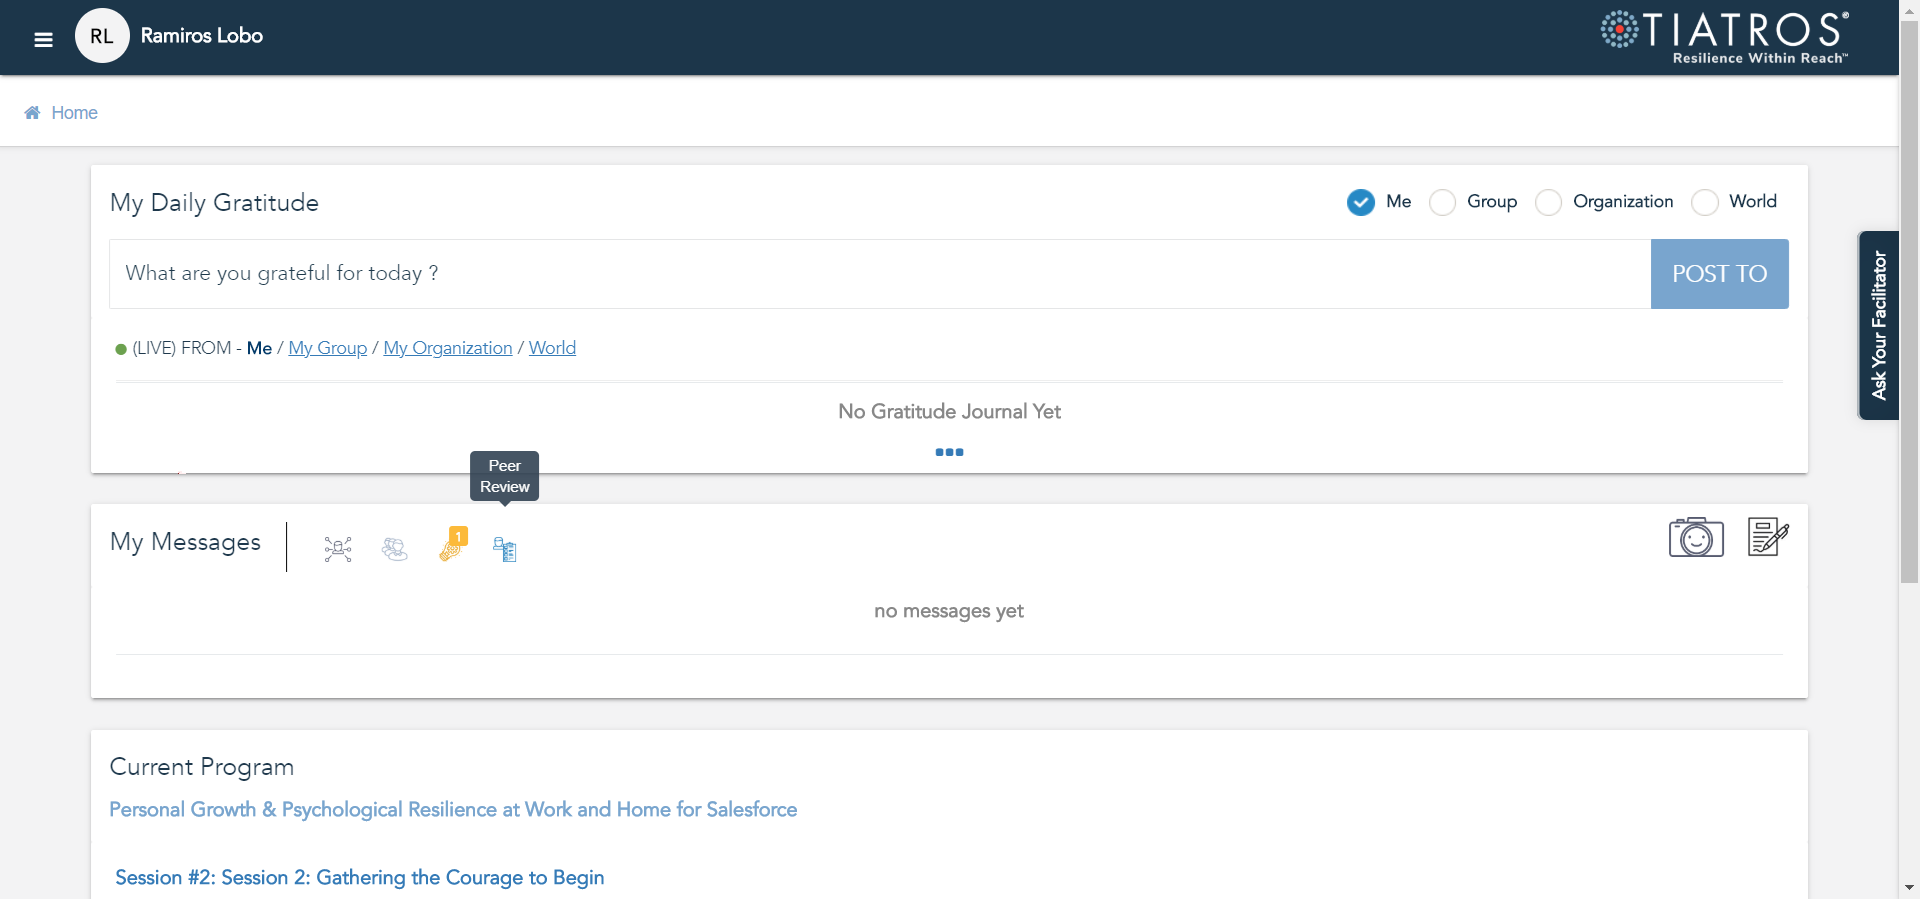 RL
Ramiros Lobo
TIATROS®
Resilience Within Reach™
Home
My Daily Gratitude
Me
Group
Organization
World
What are you grateful for today ?
POST TO
Ask Your Facilitator
(LIVE) FROM - Me / My Group / My Organization / World
No Gratitude Journal Yet
Peer
Review
My Messages
1
no messages yet
Current Program
Personal Growth & Psychological Resilience at Work and Home for Salesforce
Session #2: Session 2: Gathering the Courage to Begin